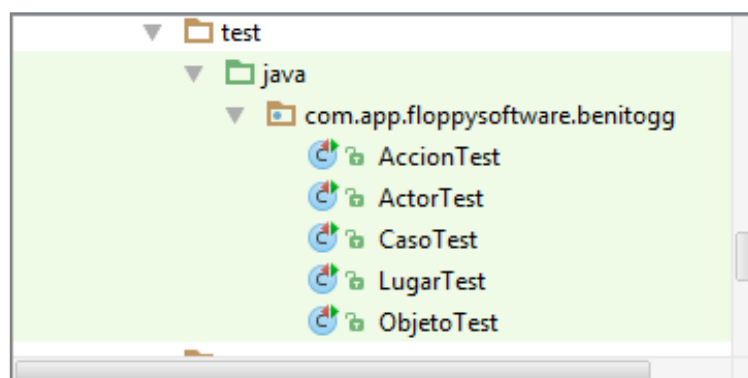 test
java
com.app.floppysoftware.benitogg
AccionTest
ActorTest
CasoTest
LugarTest
ObjetoTest